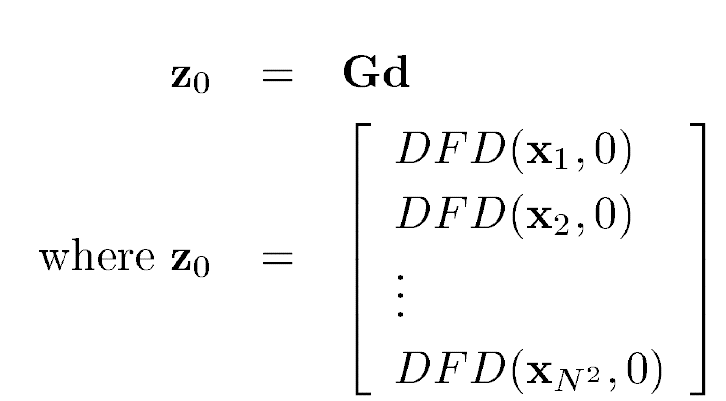 z₀ = Gd
where z₀ = [ DFD(x₁, 0)
DFD(x₂, 0)
⋮
DFD(x_{N²}, 0) ]